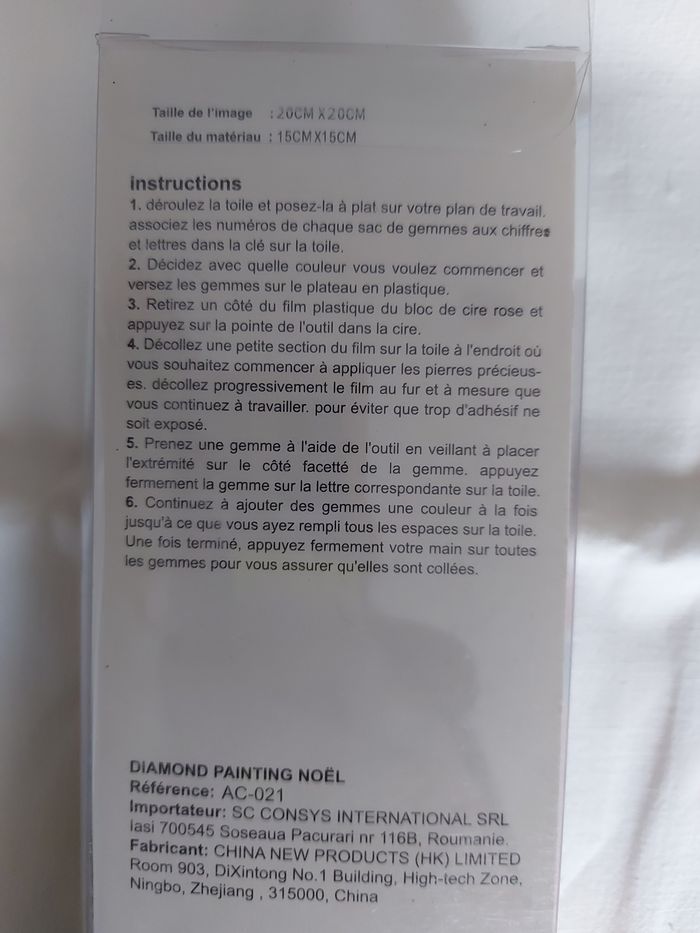 Taille de l'image : 20CM X 20CM
Taille du matériau : 15CM X15CM
instructions
1. déroulez la toile et posez-la à plat sur votre plan de travail.
associez les numéros de chaque sac de gemmes aux chiffres
et lettres dans la clé sur la toile.
2. Décidez avec quelle couleur vous voulez commencer et
versez les gemmes sur le plateau en plastique.
3. Retirez un côté du film plastique du bloc de cire rose et
appuyez sur la pointe de l'outil dans la cire.
4. Décollez une petite section du film sur la toile à l'endroit où
vous souhaitez commencer à appliquer les pierres précieus-
es. décollez progressivement le film au fur et à mesure que
vous continuez à travailler. pour éviter que trop d'adhésif ne
soit exposé.
5. Prenez une gemme à l'aide de l'outil en veillant à placer
l'extrémité sur le côté facetté de la gemme. appuyez
fermement la gemme sur la lettre correspondante sur la toile.
6. Continuez à ajouter des gemmes une couleur à la fois
jusqu'à ce que vous ayez rempli tous les espaces sur la toile.
Une fois terminé, appuyez fermement votre main sur toutes
les gemmes pour vous assurer qu'elles sont collées.
DIAMOND PAINTING NOËL
Référence: AC-021
Importateur: SC CONSYS INTERNATIONAL SRL
Iasi 700545 Soseaua Pacurari nr 116B, Roumanie.
Fabricant: CHINA NEW PRODUCTS (HK) LIMITED
Room 903, DiXintong No.1 Building, High-tech Zone,
Ningbo, Zhejiang , 315000, China